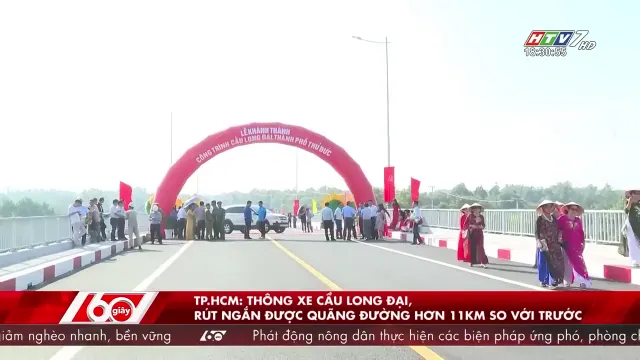 HTV7 HD
18:30:55
LỄ KHÁNH THÀNH
CÔNG TRÌNH CẦU LONG ĐẠI THÀNH PHỐ THỦ ĐỨC
60 giây
TP.HCM: THÔNG XE CẦU LONG ĐẠI,
RÚT NGẮN ĐƯỢC QUÃNG ĐƯỜNG HƠN 11KM SO VỚI TRƯỚC
giảm nghèo nhanh, bền vững Phát động nông dân thực hiện các biện pháp ứng phó, phòng